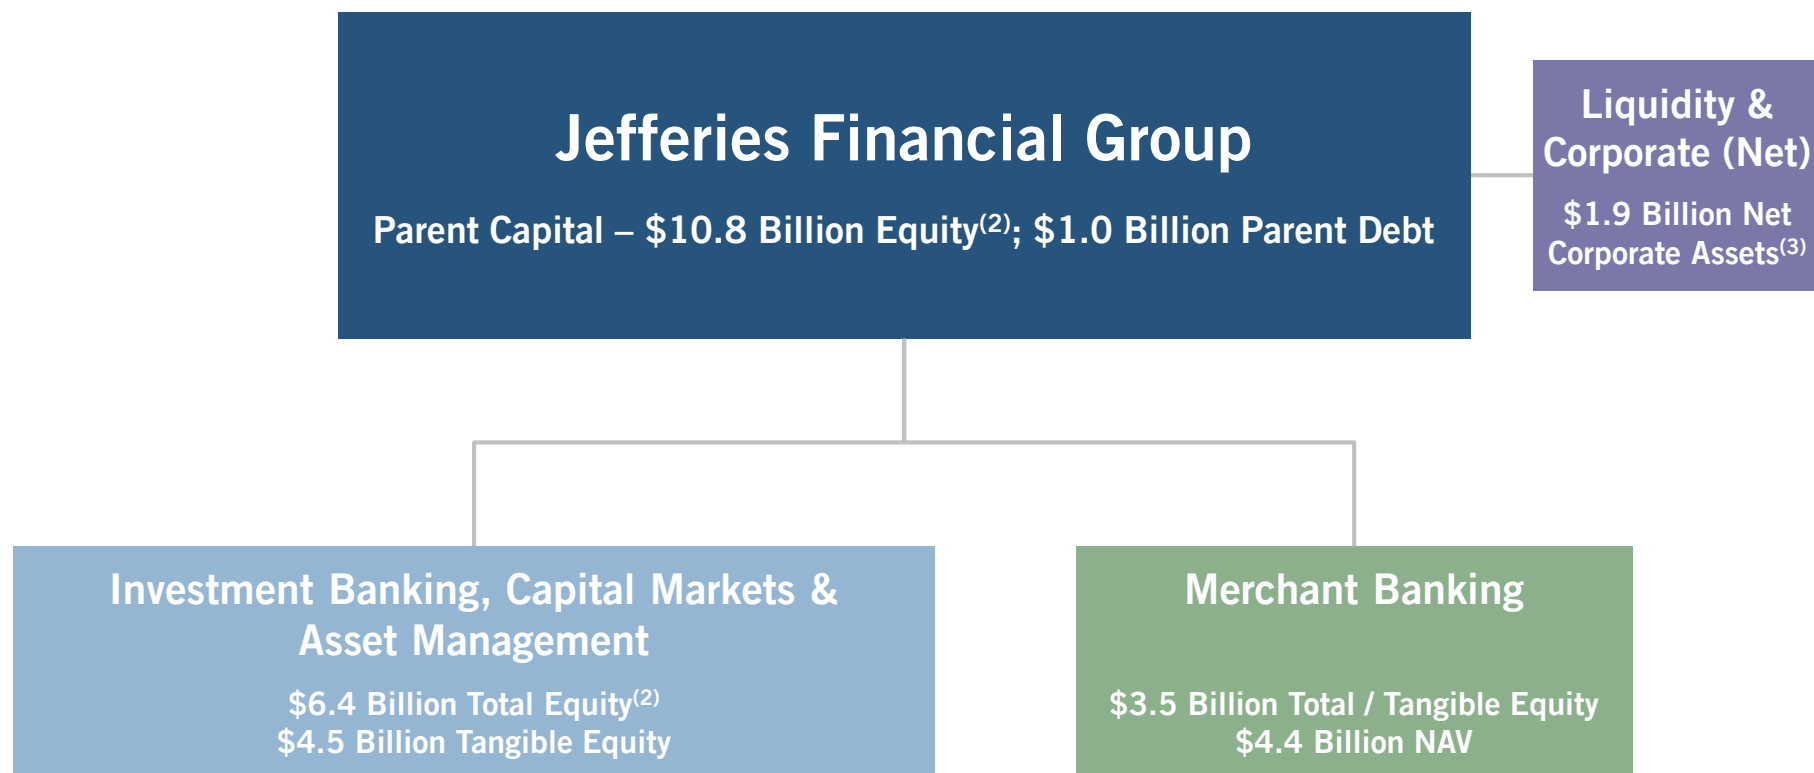 Jefferies Financial Group
Parent Capital – $10.8 Billion Equity(2); $1.0 Billion Parent Debt
Liquidity &
Corporate (Net)
$1.9 Billion Net
Corporate Assets(3)
Investment Banking, Capital Markets &
Asset Management
$6.4 Billion Total Equity(2)
$4.5 Billion Tangible Equity
Merchant Banking
$3.5 Billion Total / Tangible Equity
$4.4 Billion NAV